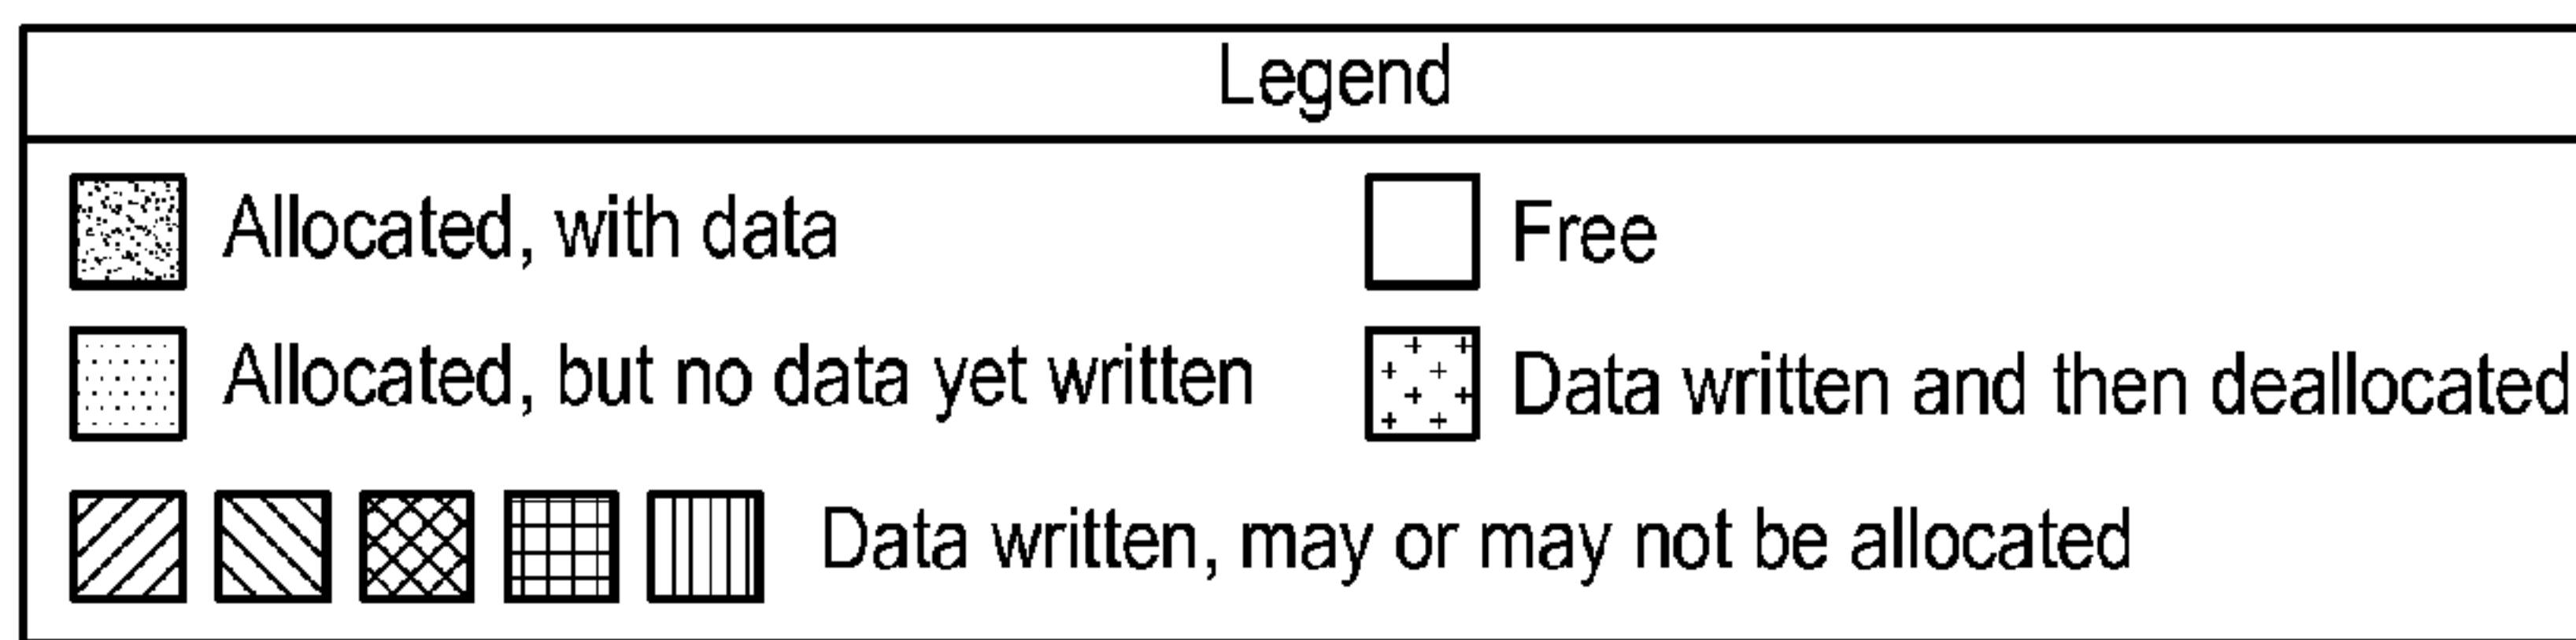 Legend
Allocated, with data
Free
Allocated, but no data yet written
Data written and then deallocated
Data written, may or may not be allocated